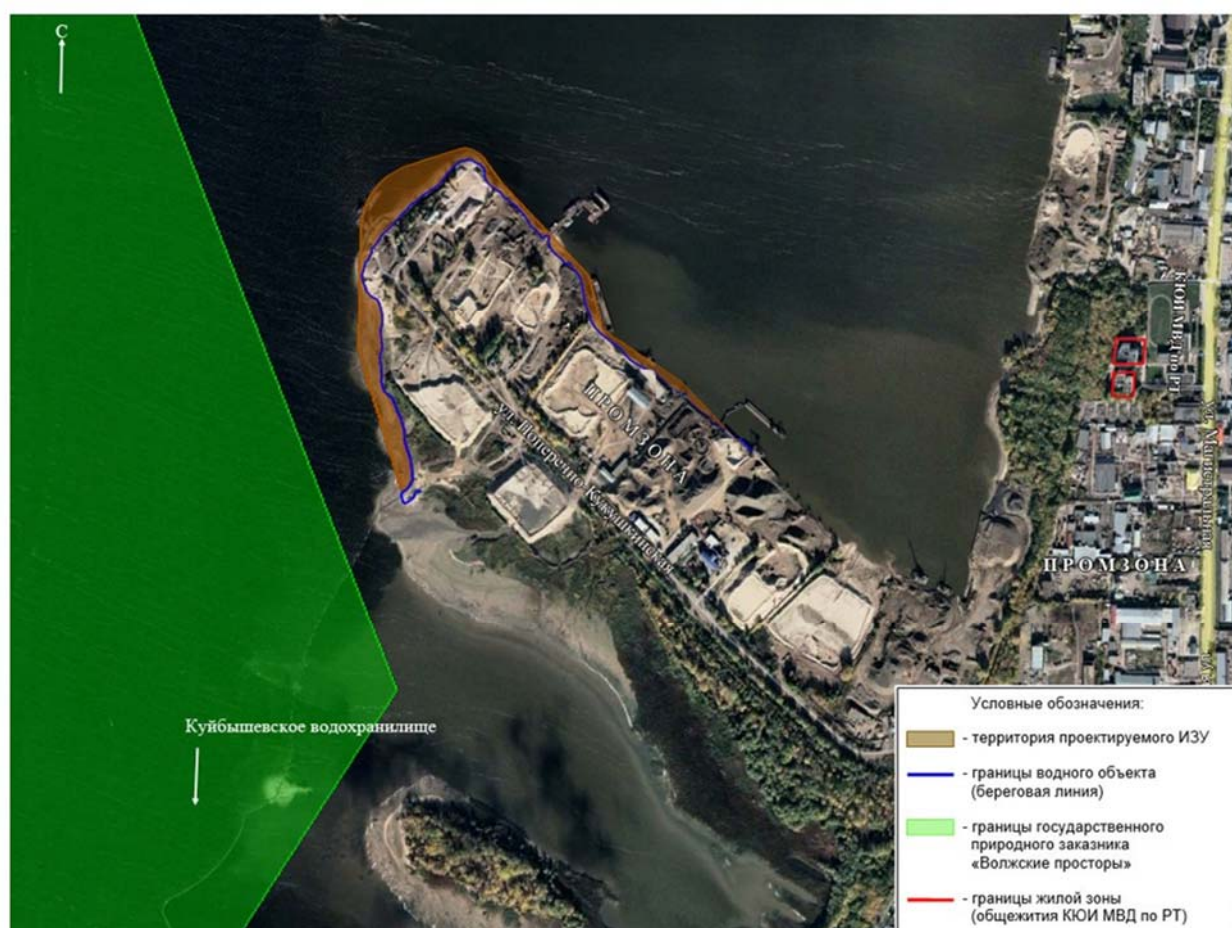 С
КЮИ МВД по РТ
ул. Магистральная
ПРОМЗОНА
ул. Поперечно-Кукушкинская
ПРОМЗОНА
Куйбышевское водохранилище
Условные обозначения:
- территория проектируемого ИЗУ
- границы водного объекта
(береговая линия)
- границы государственного
природного заказника
«Волжские просторы»
- границы жилой зоны
(общежития КЮИ МВД по РТ)